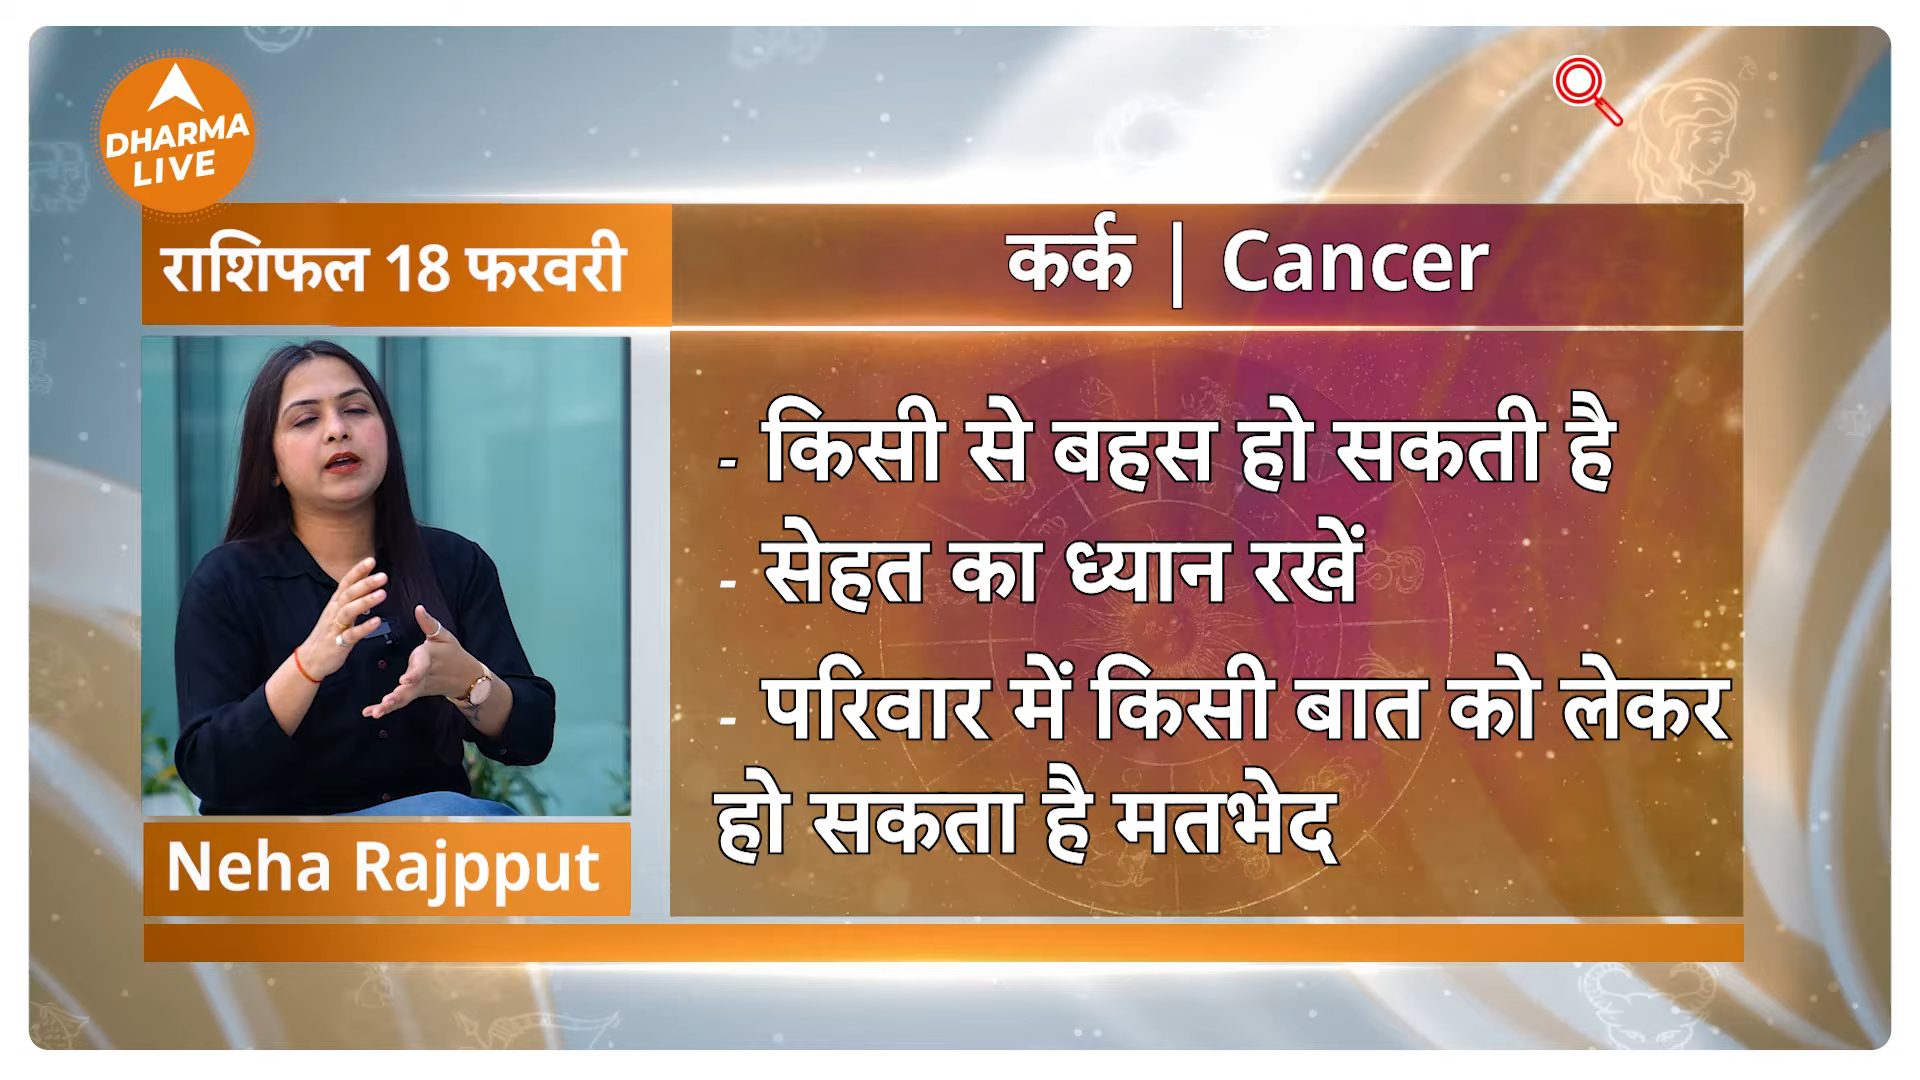 DHARMA
LIVE
राशिफल 18 फरवरी
कर्क | Cancer
- किसी से बहस हो सकती है
- सेहत का ध्यान रखें
- परिवार में किसी बात को लेकर
हो सकता है मतभेद
Neha Rajpput